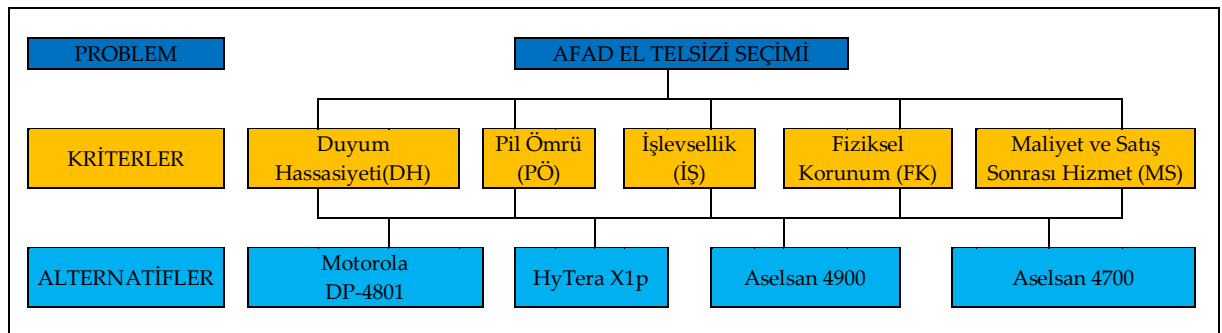 PROBLEM
AFAD EL TELSİZİ SEÇİMİ
KRİTERLER
Duyum
Hassasiyeti(DH)
Pil Ömrü
(PÖ)
İşlevsellik
(İŞ)
Fiziksel
Korunum (FK)
Maliyet ve Satış
Sonrası Hizmet (MS)
ALTERNATİFLER
Motorola
DP-4801
HyTera X1p
Aselsan 4900
Aselsan 4700